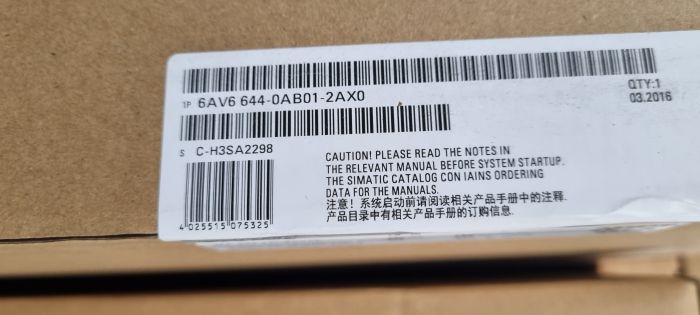 1P 6AV6 644-0AB01-2AX0
QTY:1
03.2016
S C-H3SA2298
CAUTION! PLEASE READ THE NOTES IN
THE RELEVANT MANUAL BEFORE SYSTEM STARTUP.
THE SIMATIC CATALOG CON IAINS ORDERING
DATA FOR THE MANUALS.
注意！系统启动前请阅读相关产品手册中的注释.
产品目录中有相关产品手册的订购信息.
4 025515 075325